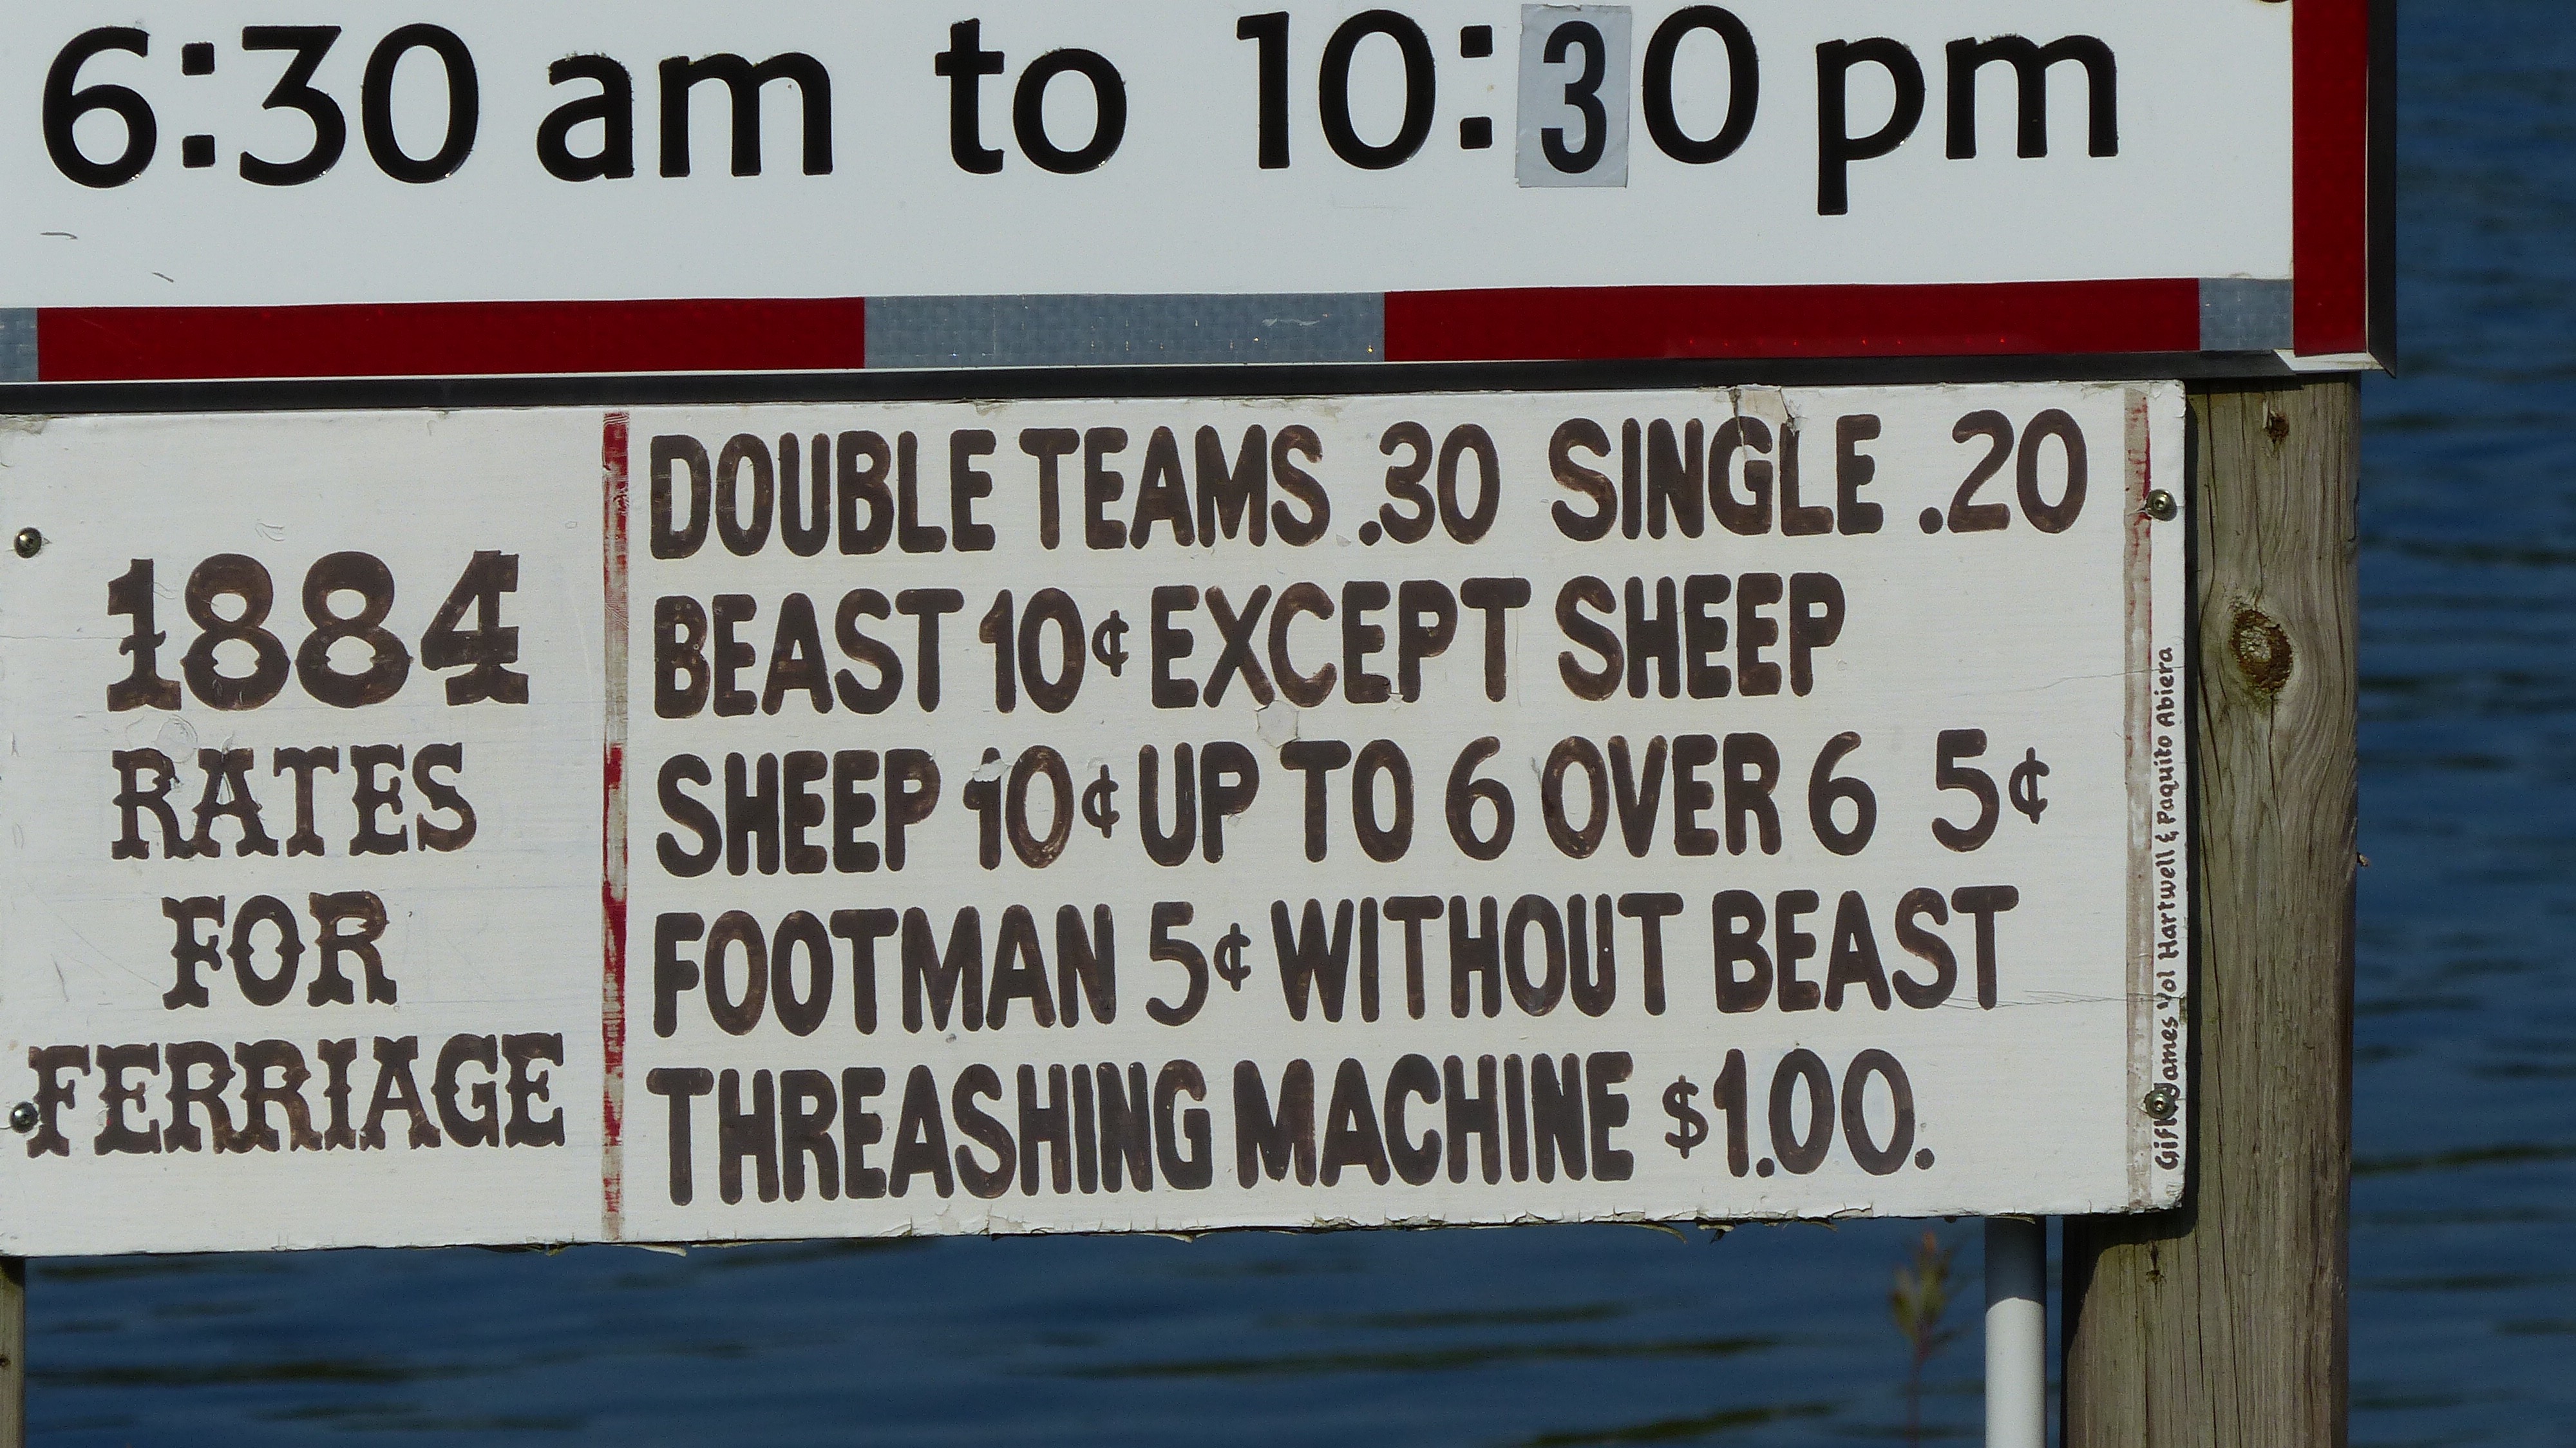 6:30 am to 10:30 pm
1884
RATES
FOR
FERRIAGE
DOUBLE TEAMS .30 SINGLE .20
BEAST 10¢ EXCEPT SHEEP
SHEEP 10¢ UP TO 6 OVER 6 5¢
FOOTMAN 5¢ WITHOUT BEAST
THREASHING MACHINE $1.00.
Gift James Vol Hartwell & Paquito Abiera